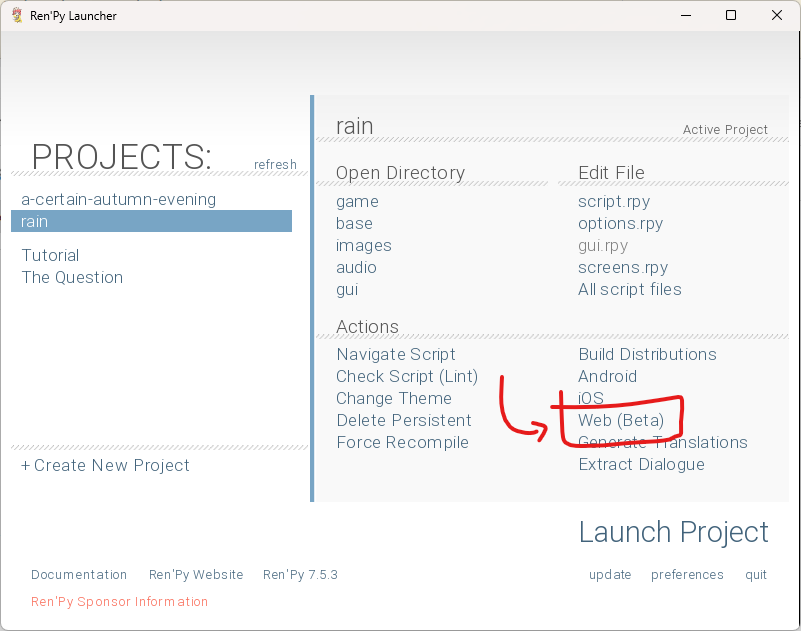 Ren'Py Launcher
PROJECTS:
refresh
a-certain-autumn-evening
rain
Tutorial
The Question
+ Create New Project
rain
Active Project
Open Directory
game
base
images
audio
gui
Edit File
script.rpy
options.rpy
gui.rpy
screens.rpy
All script files
Actions
Navigate Script
Check Script (Lint)
Change Theme
Delete Persistent
Force Recompile
Build Distributions
Android
iOS
Web (Beta)
Generate Translations
Extract Dialogue
Launch Project
Documentation
Ren'Py Website
Ren'Py 7.5.3
update
preferences
quit
Ren'Py Sponsor Information